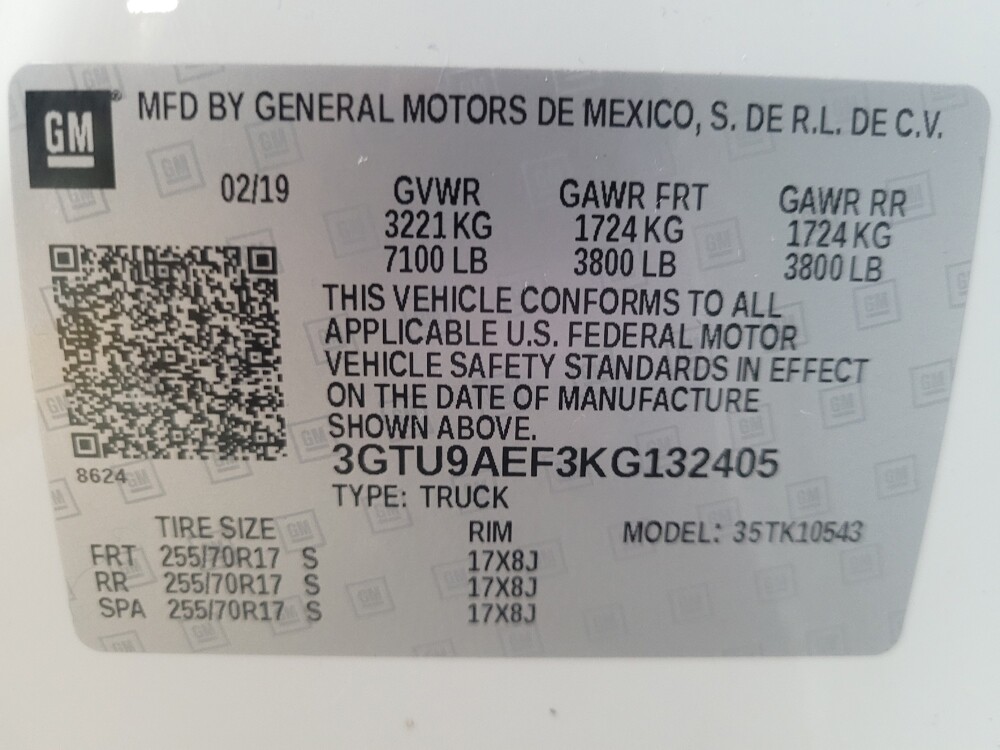 GM
MFD BY GENERAL MOTORS DE MEXICO, S. DE R.L. DE C.V.
02/19 GVWR GAWR FRT GAWR RR
3221 KG 1724 KG 1724 KG
7100 LB 3800 LB 3800 LB
THIS VEHICLE CONFORMS TO ALL
APPLICABLE U.S. FEDERAL MOTOR
VEHICLE SAFETY STANDARDS IN EFFECT
ON THE DATE OF MANUFACTURE
SHOWN ABOVE.
3GTU9AEF3KG132405
8624
TYPE: TRUCK
TIRE SIZE RIM MODEL: 35TK10543
FRT 255/70R17 S 17X8J
RR 255/70R17 S 17X8J
SPA 255/70R17 S 17X8J